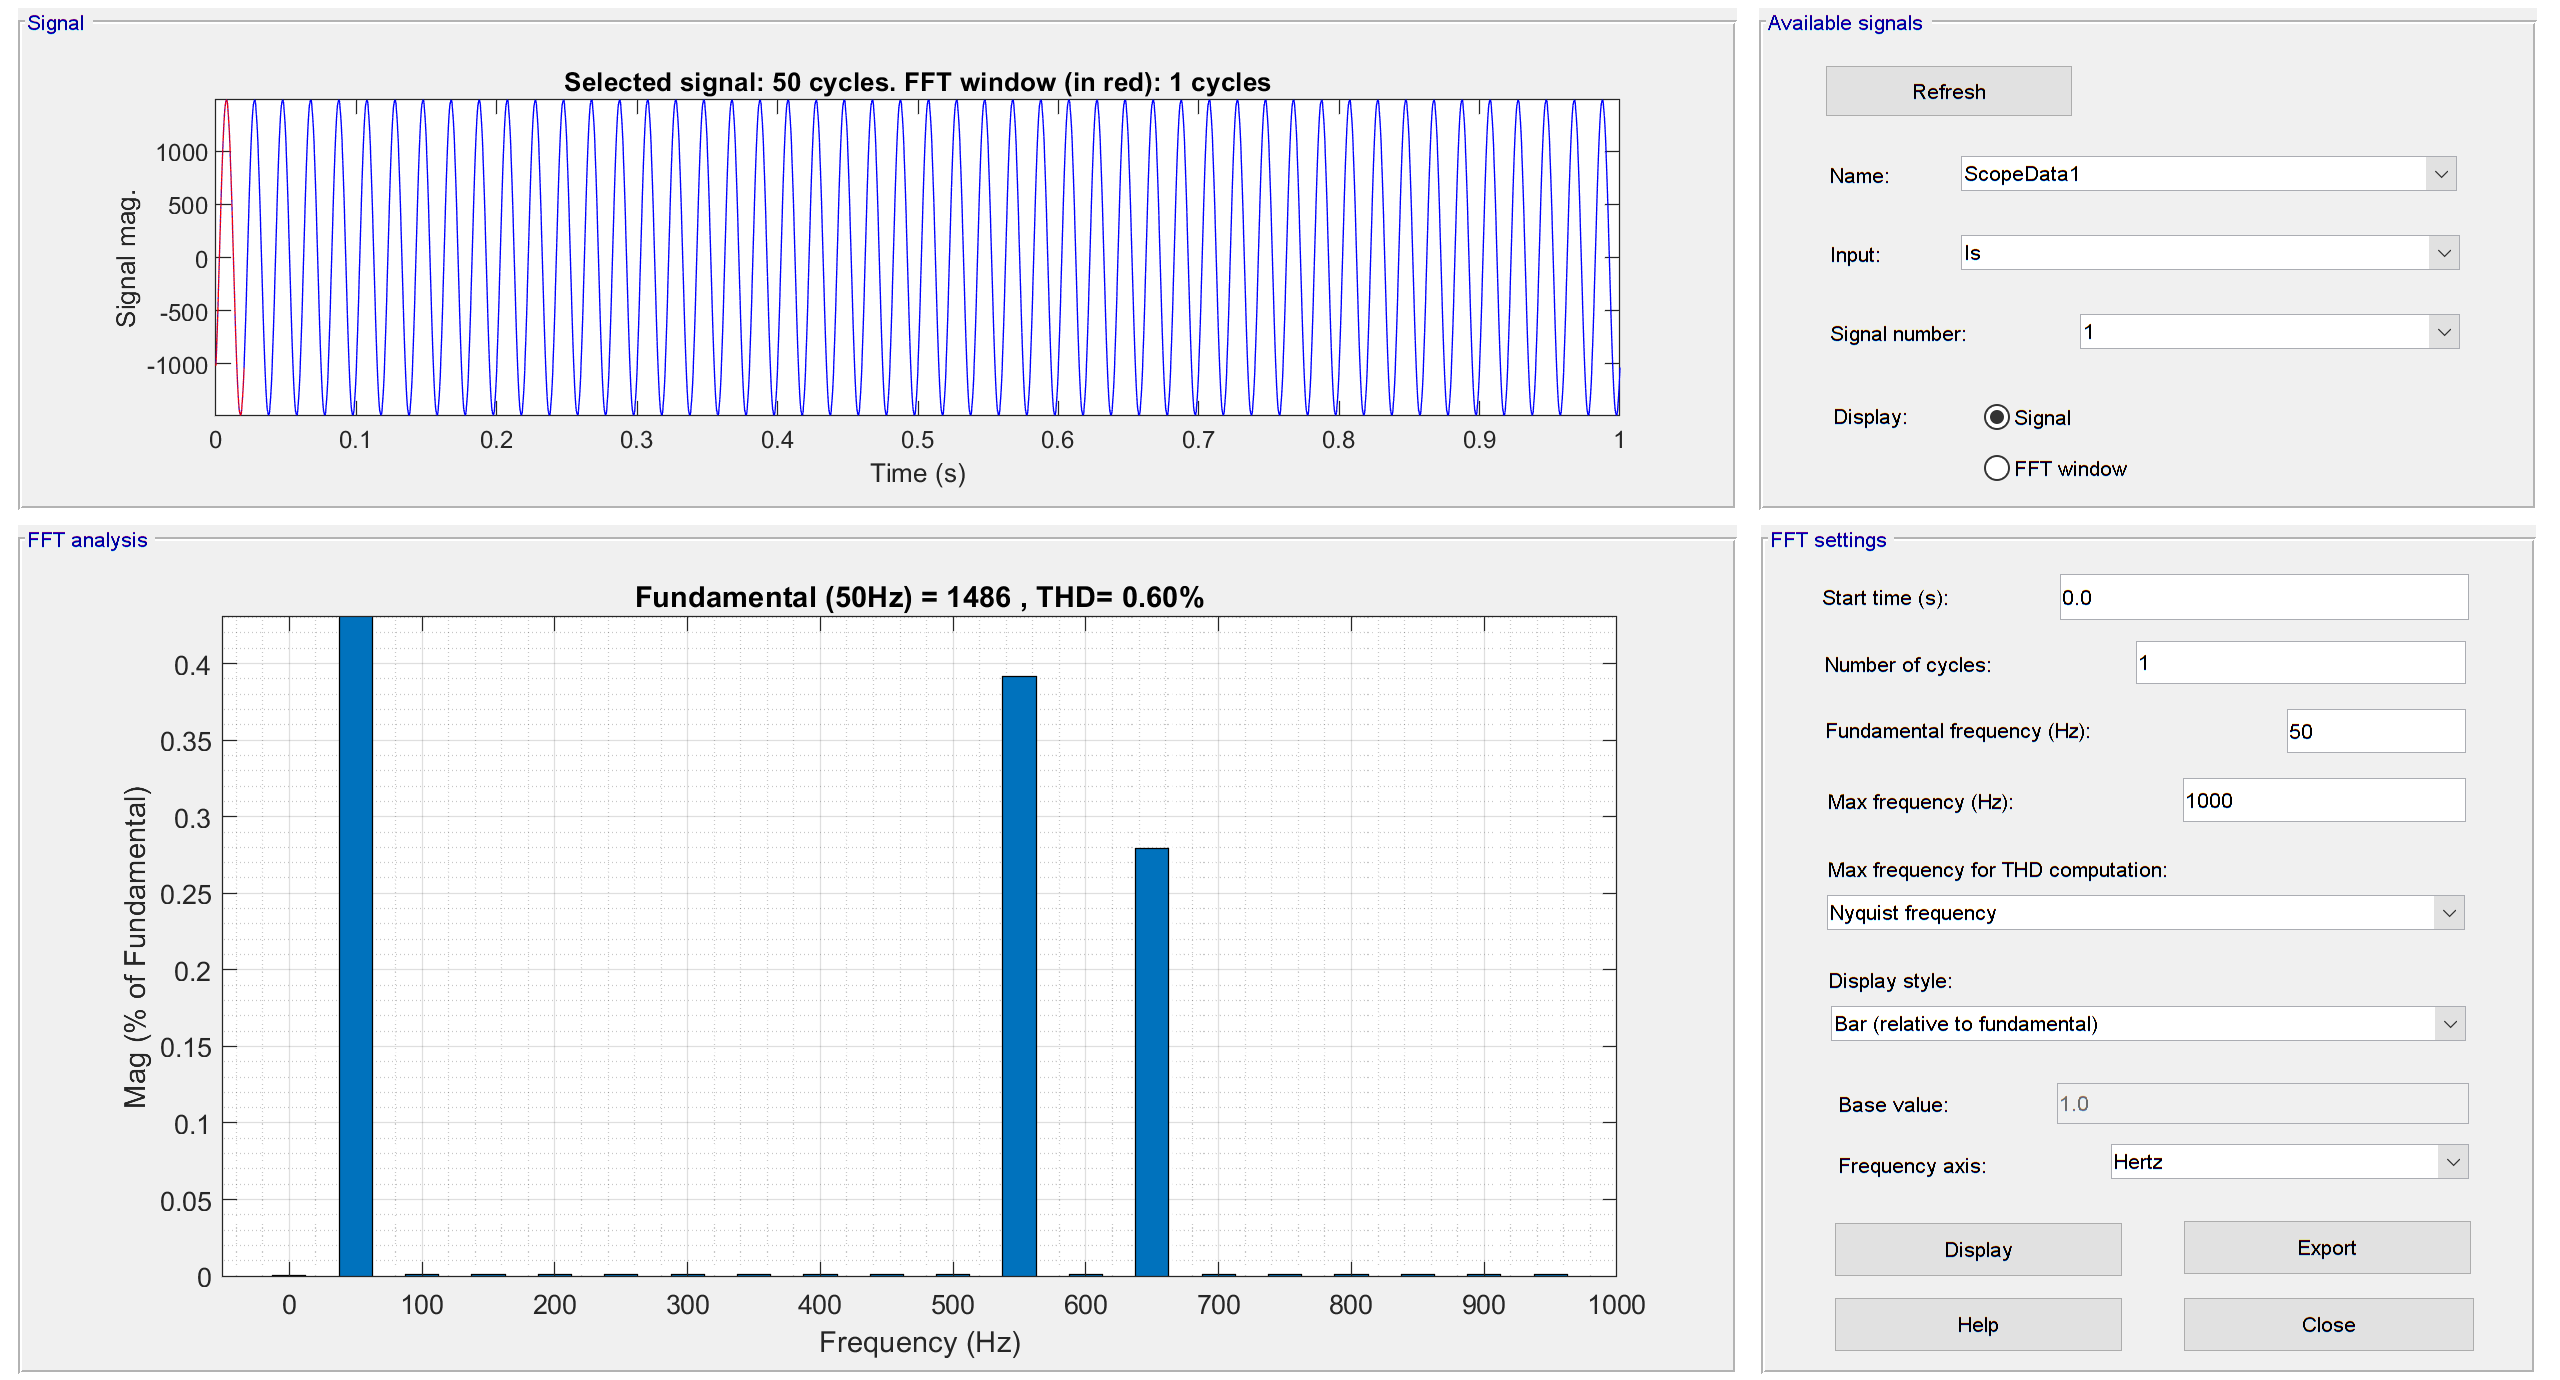 Signal
Selected signal: 50 cycles. FFT window (in red): 1 cycles
Signal mag.
1000
500
0
-500
-1000
0 0.1 0.2 0.3 0.4 0.5 0.6 0.7 0.8 0.9 1
Time (s)
Available signals
Refresh
Name: ScopeData1
Input: Is
Signal number: 1
Display: Signal
FFT window
FFT analysis
Fundamental (50Hz) = 1486 , THD= 0.60%
Mag (% of Fundamental)
0.4
0.35
0.3
0.25
0.2
0.15
0.1
0.05
0
0 100 200 300 400 500 600 700 800 900 1000
Frequency (Hz)
FFT settings
Start time (s): 0.0
Number of cycles: 1
Fundamental frequency (Hz): 50
Max frequency (Hz): 1000
Max frequency for THD computation:
Nyquist frequency
Display style:
Bar (relative to fundamental)
Base value: 1.0
Frequency axis: Hertz
Display Export
Help Close